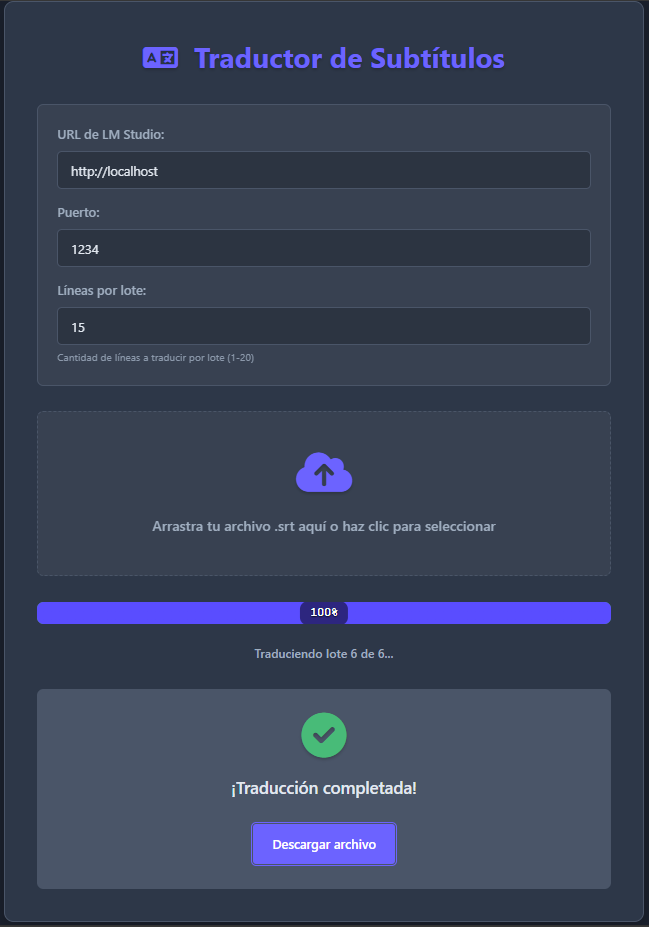 Traductor de Subtítulos
URL de LM Studio:
http://localhost
Puerto:
1234
Líneas por lote:
15
Cantidad de líneas a traducir por lote (1-20)
Arrastra tu archivo .srt aquí o haz clic para seleccionar
100%
Traduciendo lote 6 de 6...
¡Traducción completada!
Descargar archivo